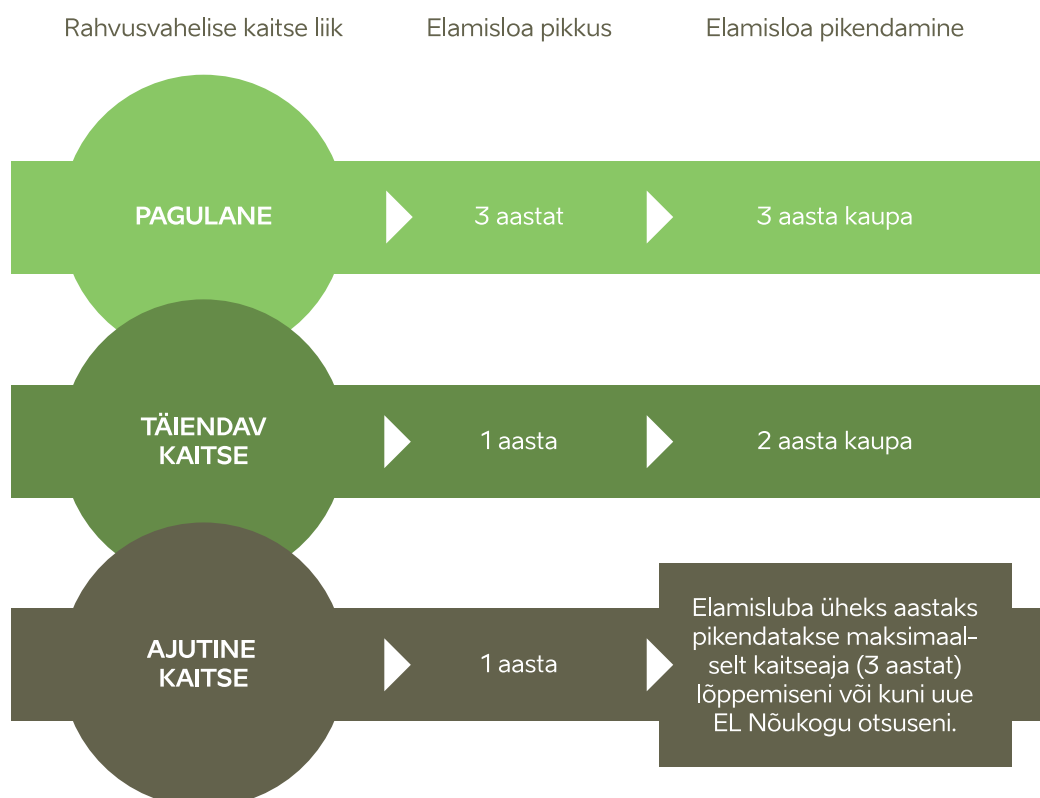 Rahvusvahelise kaitse liik
Elamisloa pikkus
Elamisloa pikendamine
PAGULANE
3 aastat
3 aasta kaupa
TÄIENDAV
KAITSE
1 aasta
2 aasta kaupa
AJUTINE
KAITSE
1 aasta
Elamisluba üheks aastaks
pikendatakse maksimaal-
selt kaitseaja (3 aastat)
lõppemiseni või kuni uue
EL Nõukogu otsuseni.